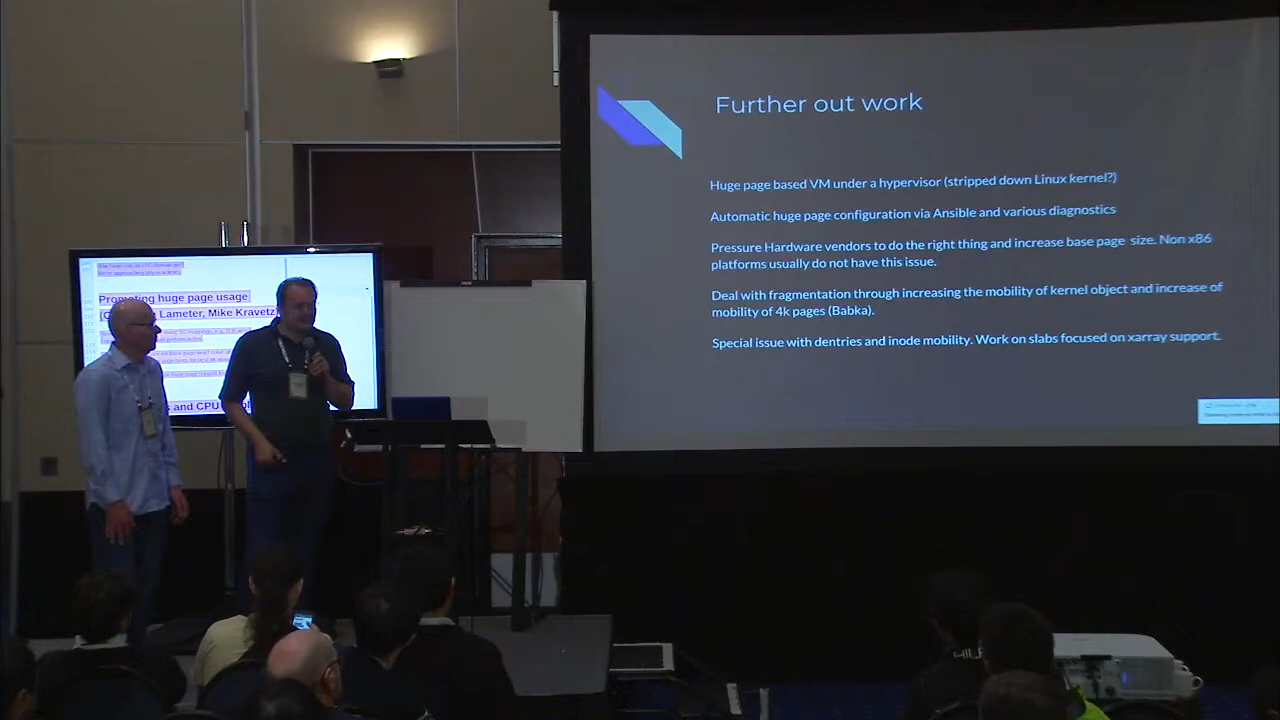 Further out work
Huge page based VM under a hypervisor (stripped down Linux kernel?)
Automatic huge page configuration via Ansible and various diagnostics
Pressure Hardware vendors to do the right thing and increase base page size. Non x86
platforms usually do not have this issue.
Deal with fragmentation through increasing the mobility of kernel object and increase of
mobility of 4k pages (Babka).
Special issue with dentries and inode mobility. Work on slabs focused on xarray support.
Promoting huge page usage
Lameter, Mike Kravetz
s and CPU